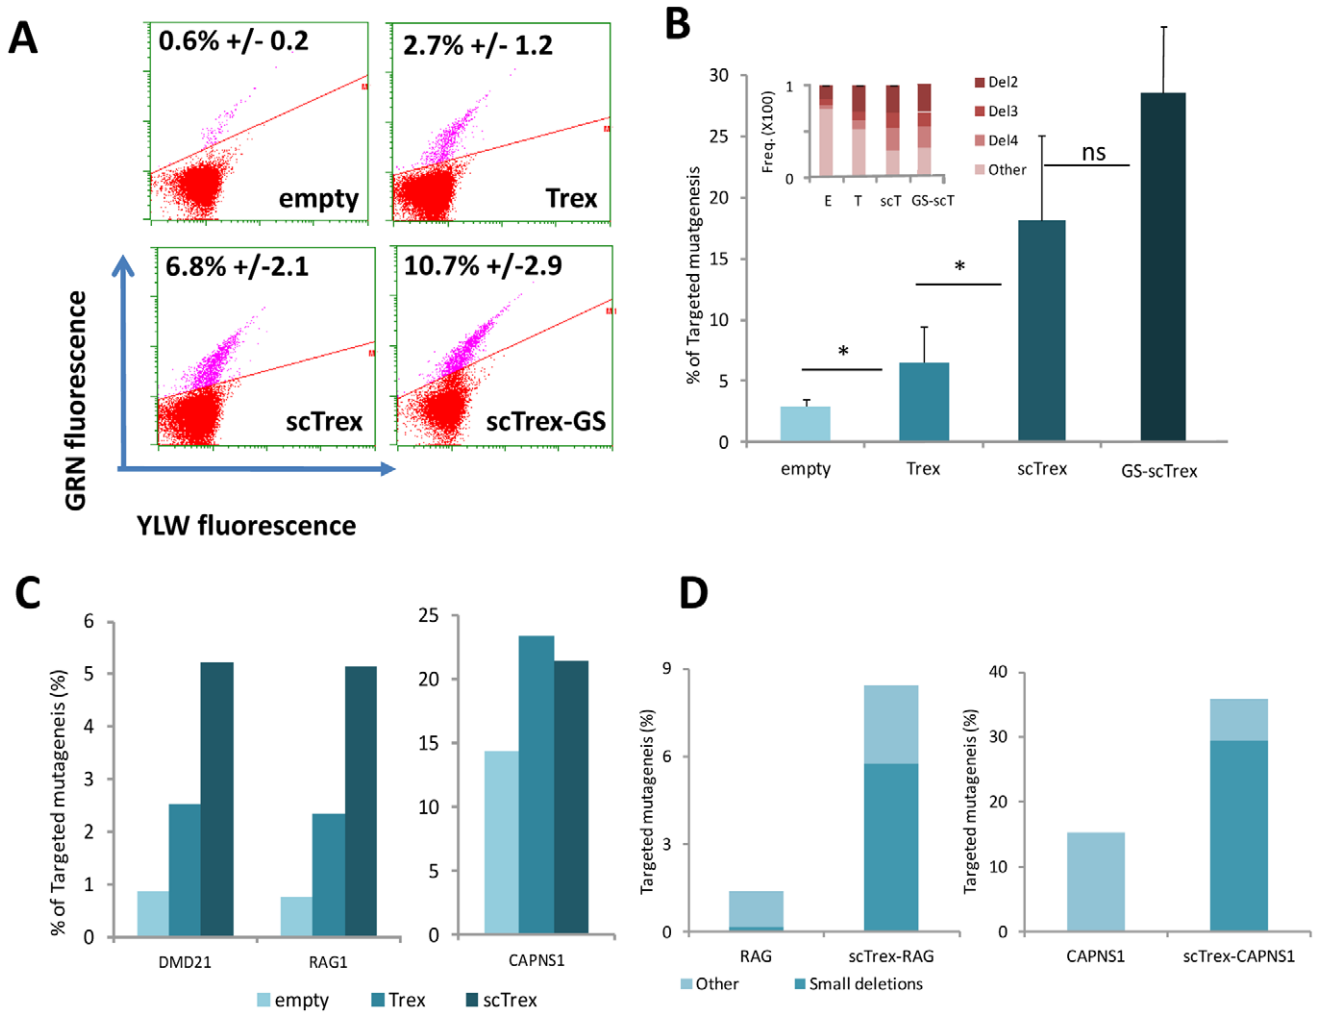 A
0.6% +/- 0.2
empty
2.7% +/- 1.2
Trex
6.8% +/-2.1
scTrex
10.7% +/-2.9
scTrex-GS
GRN fluorescence
YLW fluorescence
B
% of Targeted muatgenesis
30
25
20
15
10
5
0
Freq. (X100)
1
0
E T scT GS-scT
Del2
Del3
Del4
Other
*
*
ns
empty Trex scTrex GS-scTrex
C
% of Targeted mutageneis (%)
6
5
4
3
2
1
0
DMD21 RAG1
25
20
15
10
5
0
CAPNS1
empty Trex scTrex
D
Targeted mutageneis (%)
9
6
3
0
RAG scTrex-RAG
Targeted mutageneis (%)
40
30
20
10
0
CAPNS1 scTrex-CAPNS1
Other Small deletions